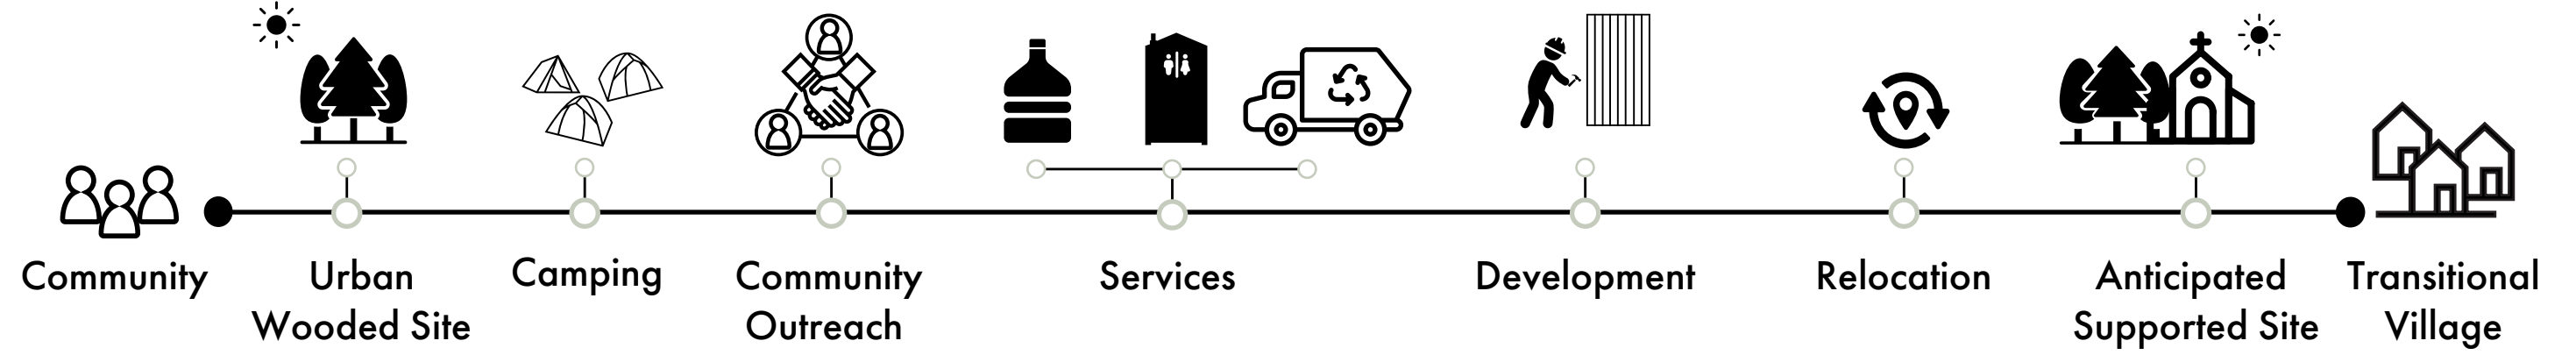 Community
Urban
Wooded Site
Camping
Community
Outreach
Services
Development
Relocation
Anticipated
Supported Site
Transitional
Village